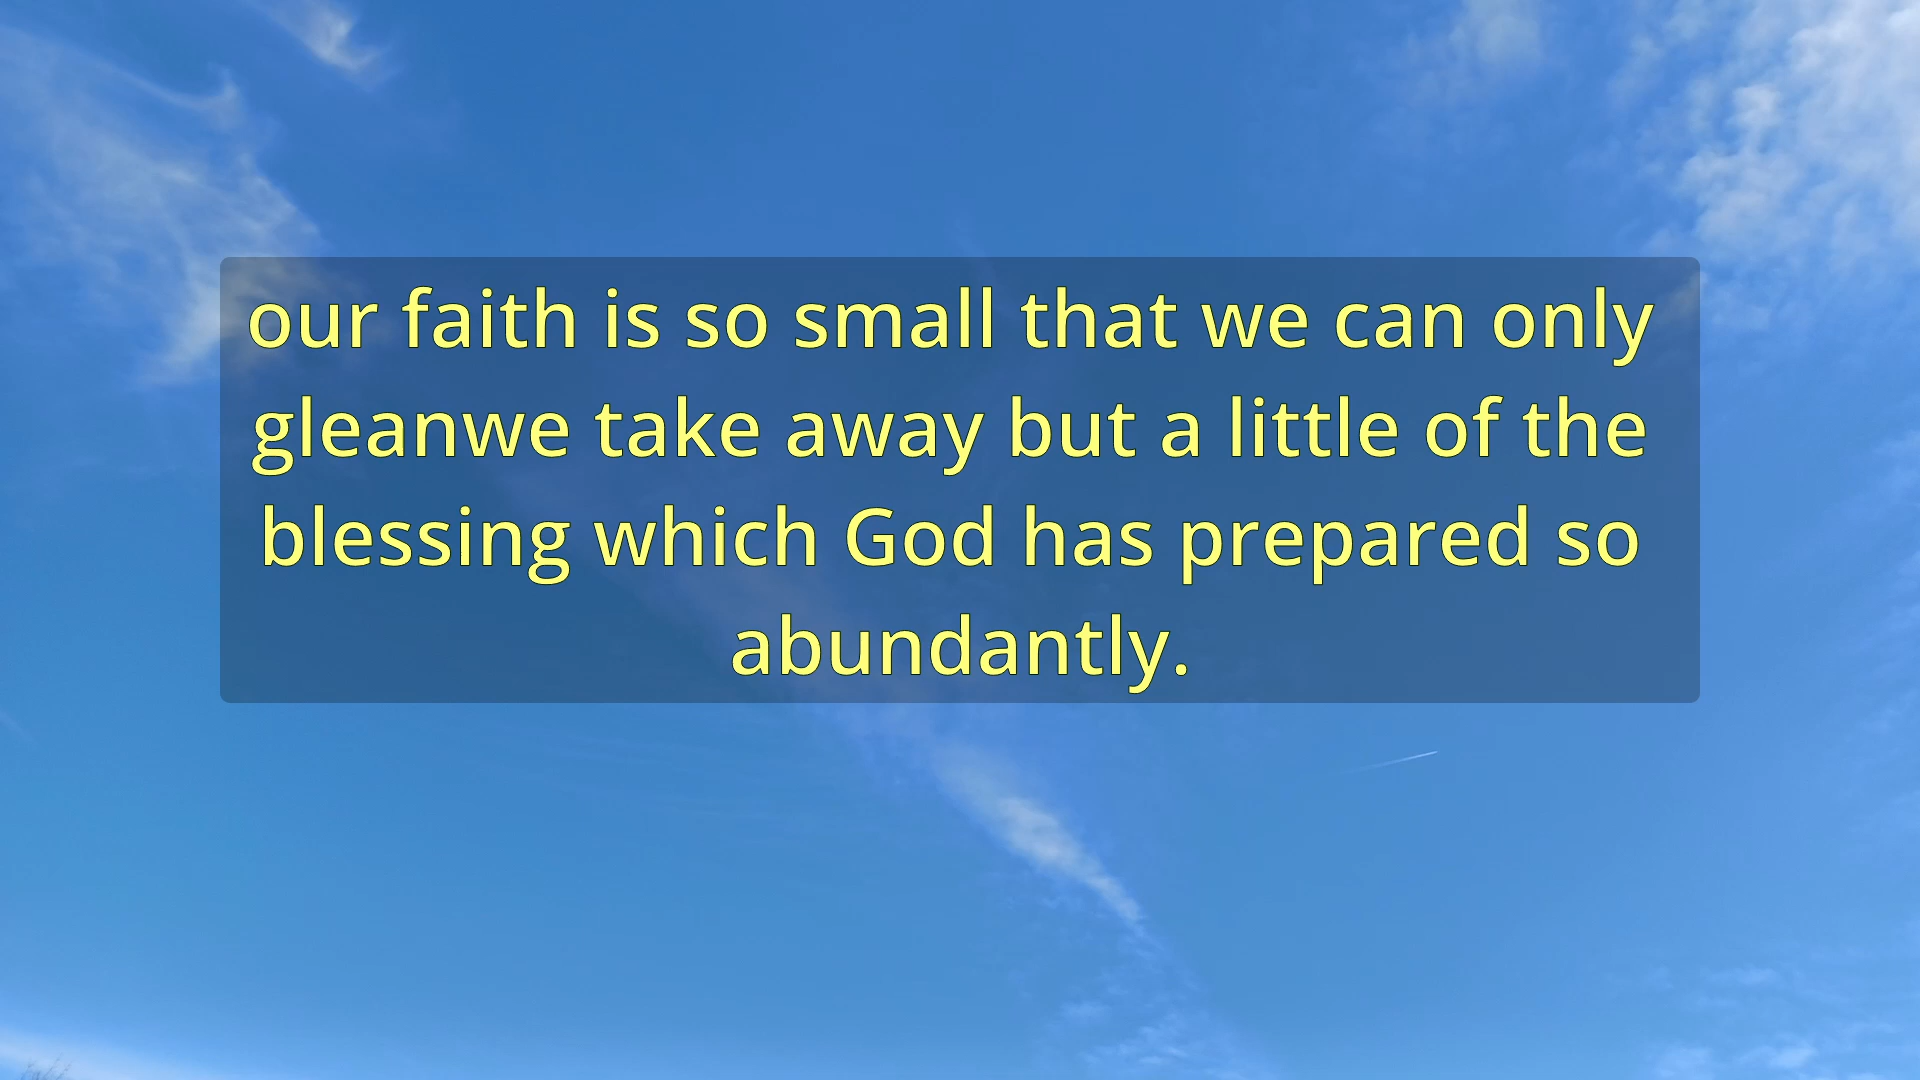 our faith is so small that we can only
gleanwe take away but a little of the
blessing which God has prepared so
abundantly.